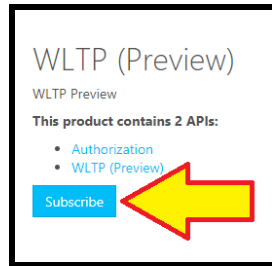 WLTP (Preview)
WLTP Preview
This product contains 2 APIs:
Authorization
WLTP (Preview)
Subscribe